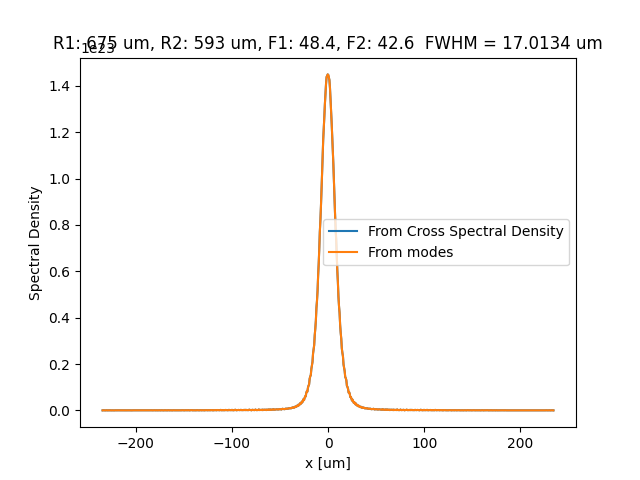 R1: 675 um, R2: 593 um, F1: 48.4, F2: 42.6  FWHM = 17.0134 um
1e23
1.4
1.2
1.0
0.8
0.6
0.4
0.2
0.0
Spectral Density
From Cross Spectral Density
From modes
−200 −100 0 100 200
x [um]